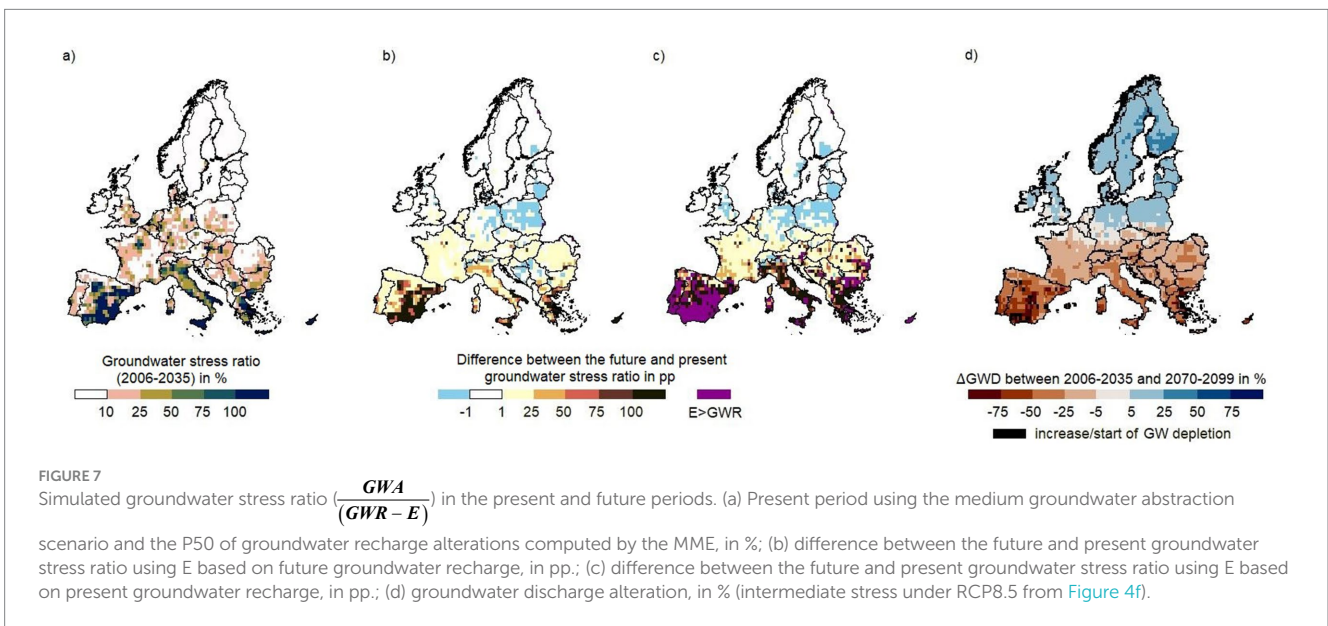 a)
b)
c)
d)
Groundwater stress ratio
(2006-2035) in %
10 25 50 75 100
Difference between the future and present
groundwater stress ratio in pp
-1 1 25 50 75 100
E>GWR
ΔGWD between 2006-2035 and 2070-2099 in %
-75 -50 -25 -5 5 25 50 75
increase/start of GW depletion
FIGURE 7
Simulated groundwater stress ratio (GWA/(GWR − E)) in the present and future periods. (a) Present period using the medium groundwater abstraction
scenario and the P50 of groundwater recharge alterations computed by the MME, in %; (b) difference between the future and present groundwater
stress ratio using E based on future groundwater recharge, in pp.; (c) difference between the future and present groundwater stress ratio using E based
on present groundwater recharge, in pp.; (d) groundwater discharge alteration, in % (intermediate stress under RCP8.5 from Figure 4f).